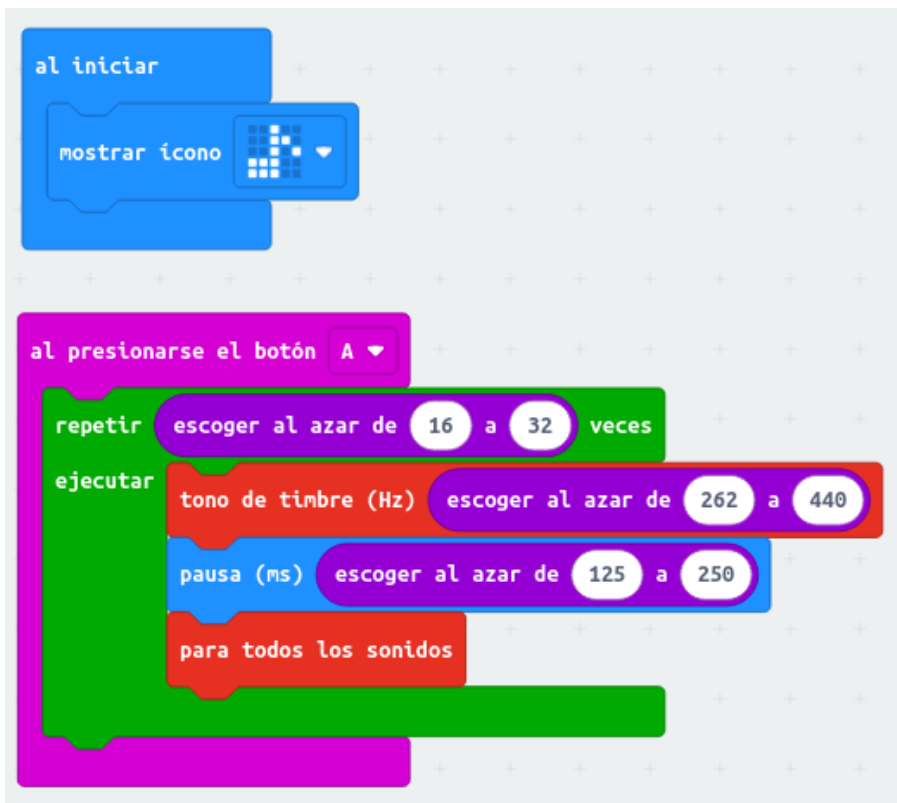 al iniciar
mostrar ícono
al presionarse el botón A
repetir escoger al azar de 16 a 32 veces
ejecutar
tono de timbre (Hz) escoger al azar de 262 a 440
pausa (ms) escoger al azar de 125 a 250
para todos los sonidos